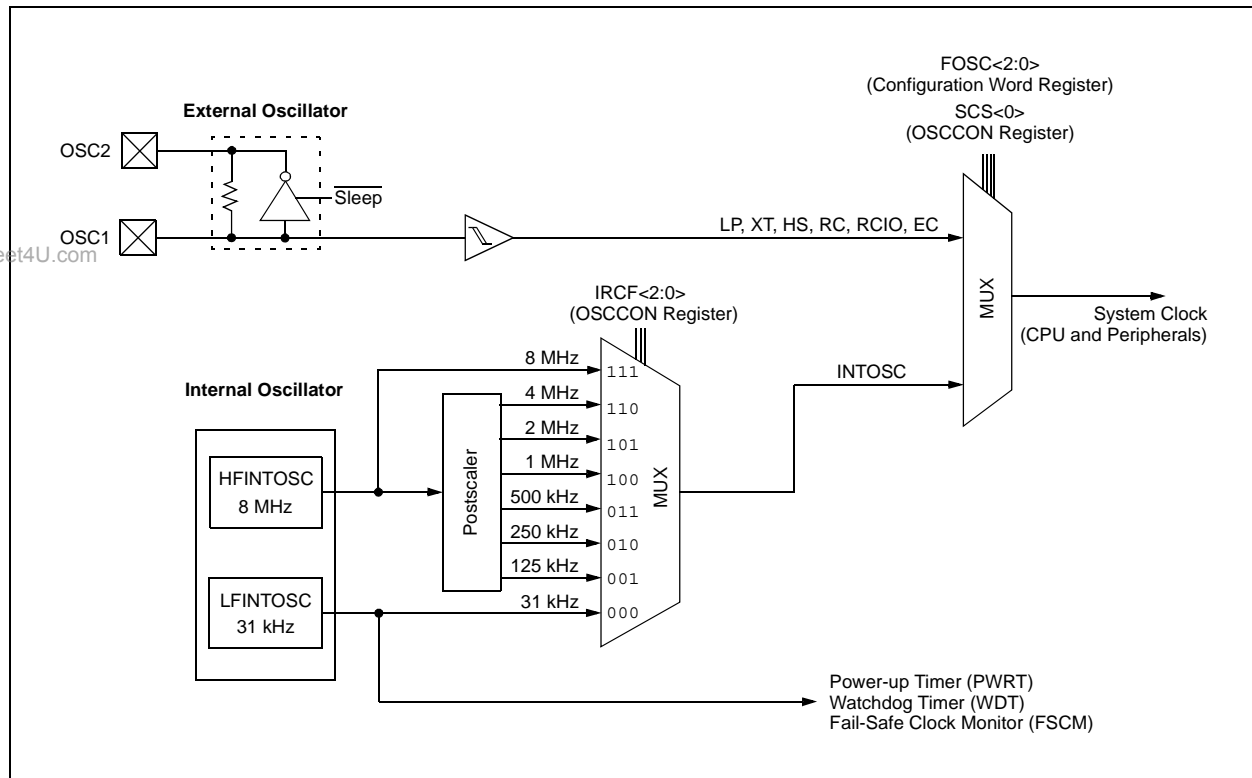 FOSC<2:0>
(Configuration Word Register)
SCS<0>
(OSCCON Register)
External Oscillator
OSC2
Sleep
OSC1
eet4U.com
LP, XT, HS, RC, RCIO, EC
MUX
System Clock
(CPU and Peripherals)
IRCF<2:0>
(OSCCON Register)
INTOSC
Internal Oscillator
HFINTOSC
8 MHz
LFINTOSC
31 kHz
Postscaler
8 MHz
111
4 MHz
110
2 MHz
101
1 MHz
100
500 kHz
011
250 kHz
010
125 kHz
001
31 kHz
000
MUX
Power-up Timer (PWRT)
Watchdog Timer (WDT)
Fail-Safe Clock Monitor (FSCM)